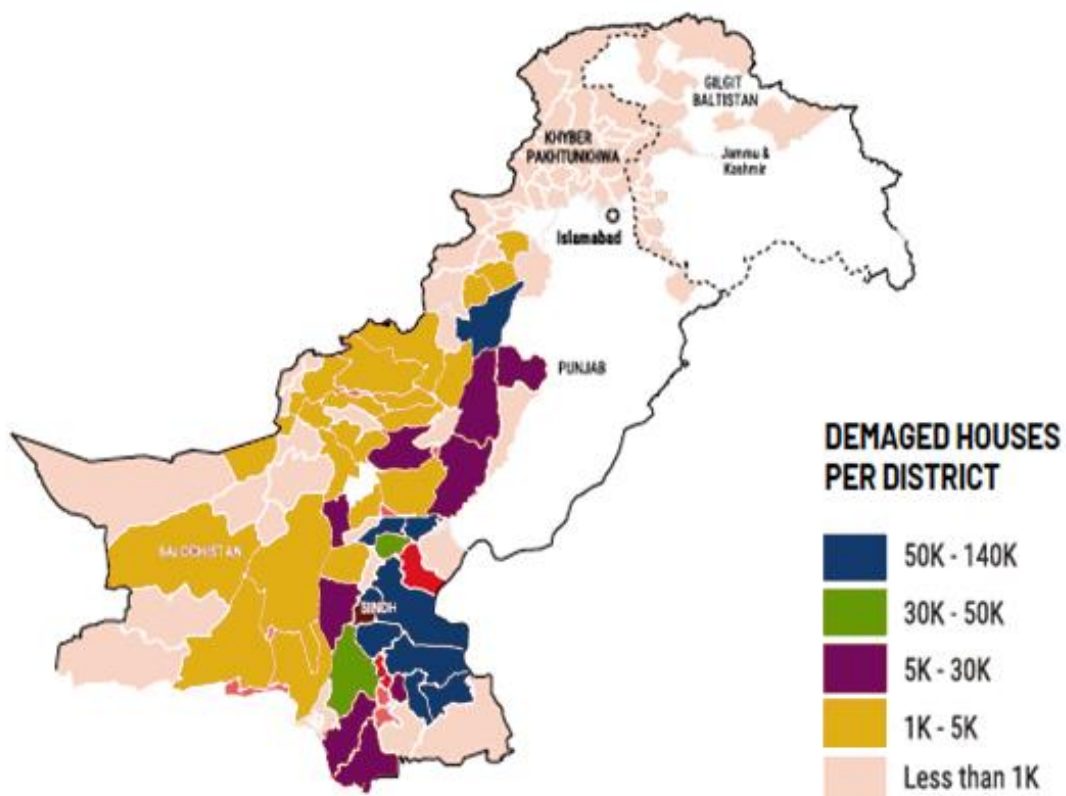 GILGIT
BALTISTAN
KHYBER
PAKHTUNKHWA
Jammu &
Kashmir
Islamabad
PUNJAB
BALOCHISTAN
SINDH
DEMAGED HOUSES
PER DISTRICT
50K - 140K
30K - 50K
5K - 30K
1K - 5K
Less than 1K